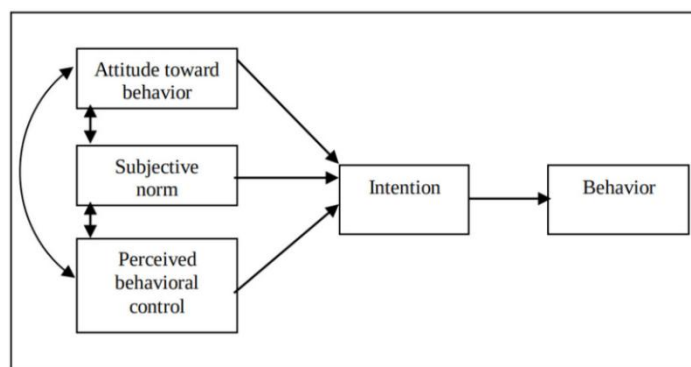 Attitude toward
behavior
Subjective
norm
Perceived
behavioral
control
Intention
Behavior